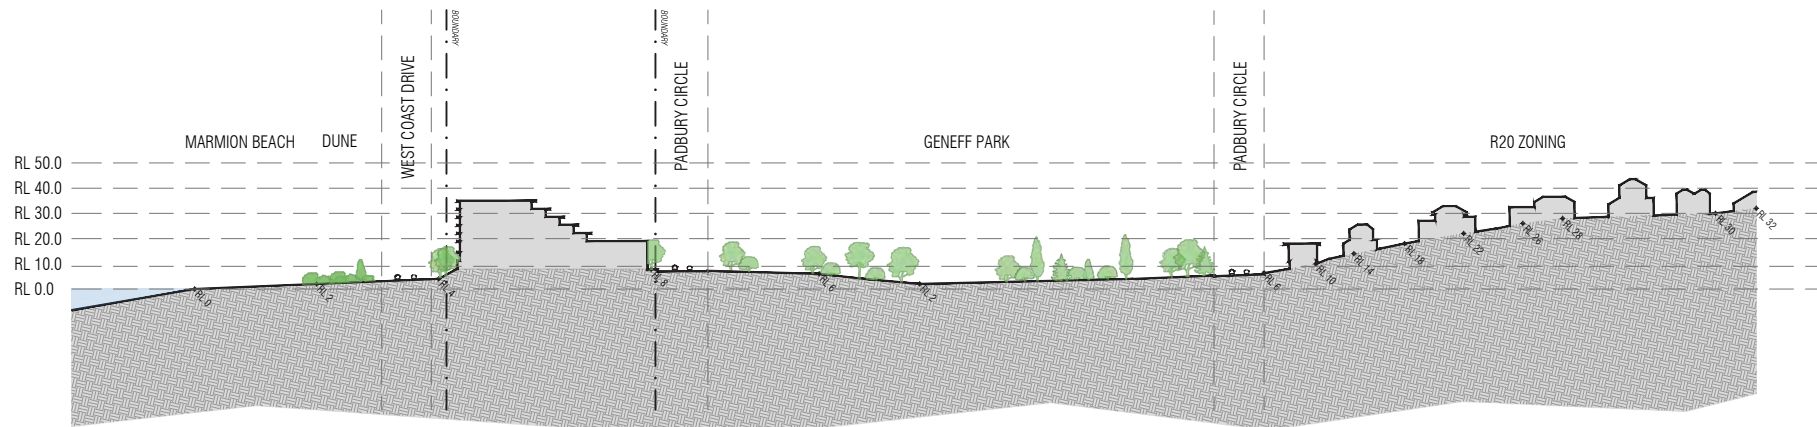 BOUNDARY
BOUNDARY
WEST COAST DRIVE
PADBURY CIRCLE
PADBURY CIRCLE
MARMION BEACH
DUNE
GENEFF PARK
R20 ZONING
RL 50.0
RL 40.0
RL 30.0
RL 20.0
RL 10.0
RL 0.0
RL 0
RL 2
RL 4
RL 8
RL 6
RL 2
RL 6
RL 10
RL 14
RL 18
RL 22
RL 26
RL 28
RL 30
RL 32